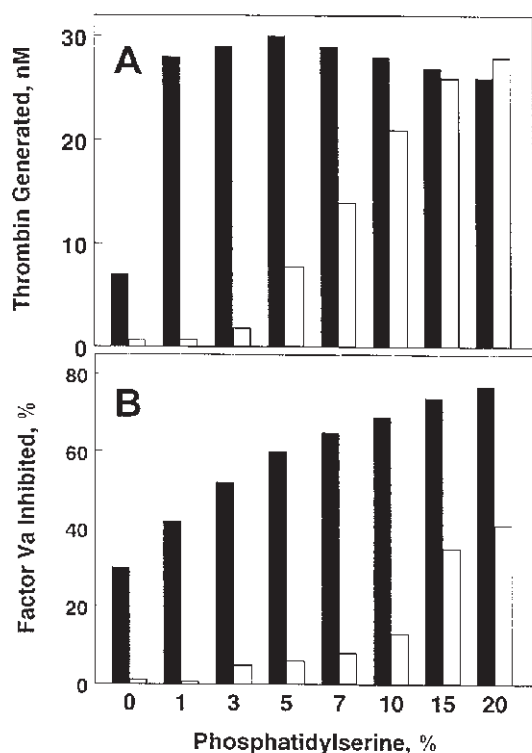 30
A
20
10
0
Thrombin Generated, nM
80
B
60
40
20
0
Factor Va Inhibited, %
0 1 3 5 7 10 15 20
Phosphatidylserine, %